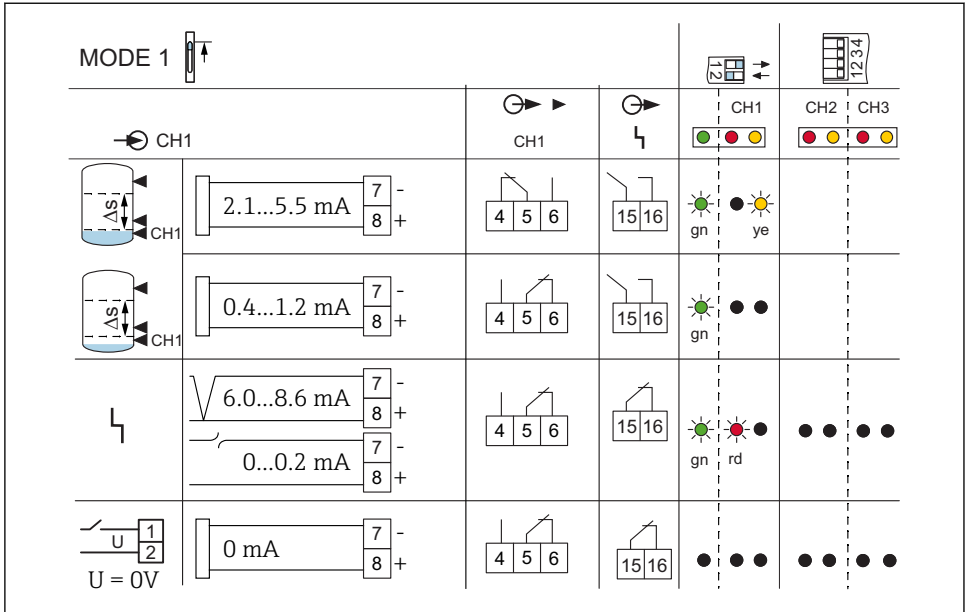 MODE 1
1 2
1 2 3 4
CH1
CH1
CH1
CH2
CH3
Δs
CH1
2.1...5.5 mA
7 -
8 +
4 5 6
15 16
gn
ye
Δs
CH1
0.4...1.2 mA
7 -
8 +
4 5 6
15 16
gn
6.0...8.6 mA
7 -
8 +
0...0.2 mA
7 -
8 +
4 5 6
15 16
gn
rd
1
U
2
U = 0V
0 mA
7 -
8 +
4 5 6
15 16